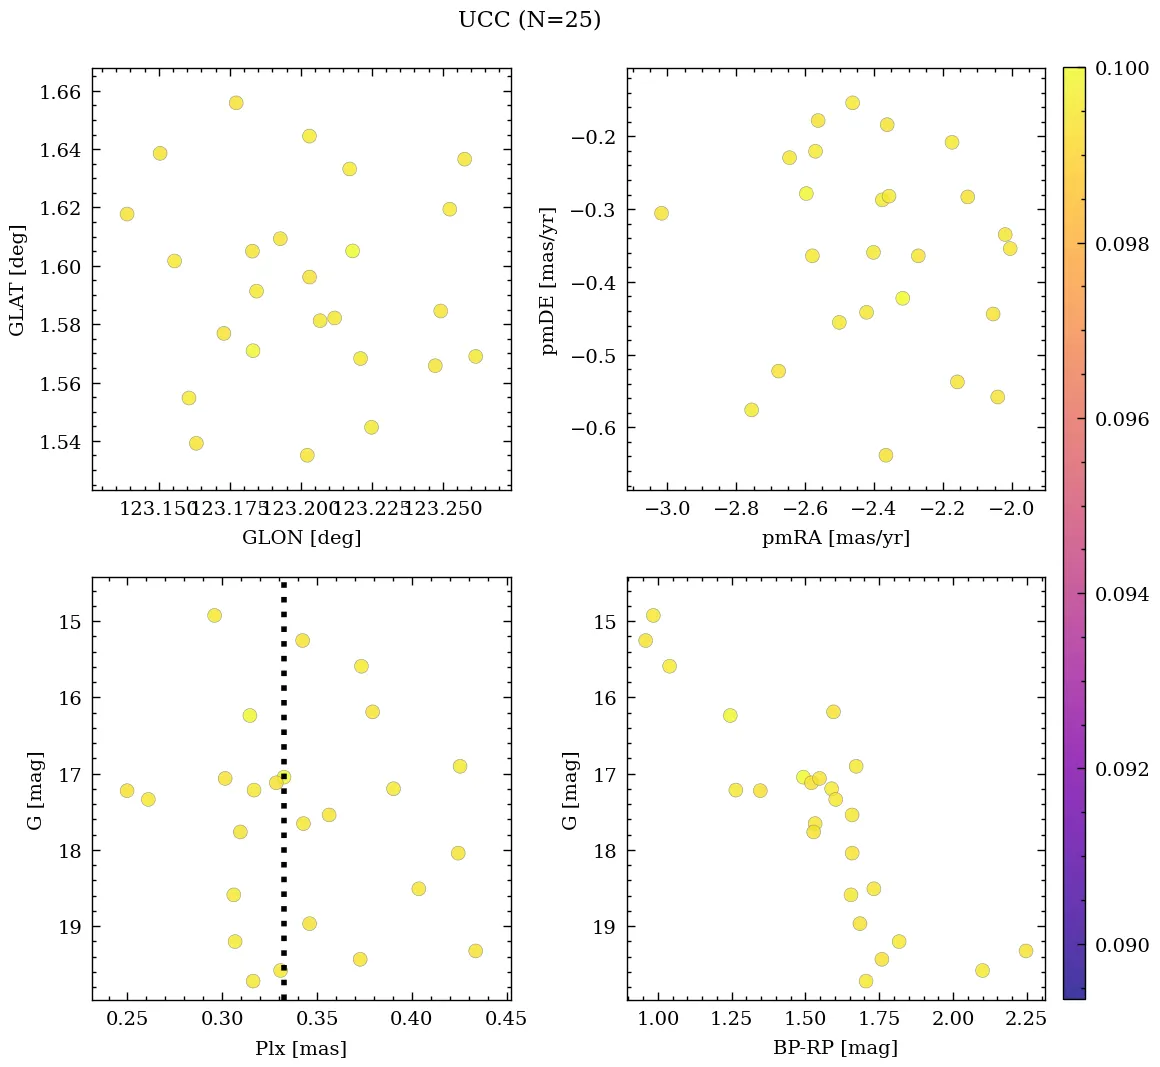 UCC (N=25)
1.66
1.64
1.62
1.60
1.58
1.56
1.54
GLAT [deg]
123.150 123.175 123.200 123.225 123.250
GLON [deg]
−0.2
−0.3
−0.4
−0.5
−0.6
pmDE [mas/yr]
−3.0 −2.8 −2.6 −2.4 −2.2 −2.0
pmRA [mas/yr]
0.100
0.098
0.096
0.094
0.092
0.090
15
16
17
18
19
G [mag]
0.25 0.30 0.35 0.40 0.45
Plx [mas]
15
16
17
18
19
G [mag]
1.00 1.25 1.50 1.75 2.00 2.25
BP-RP [mag]